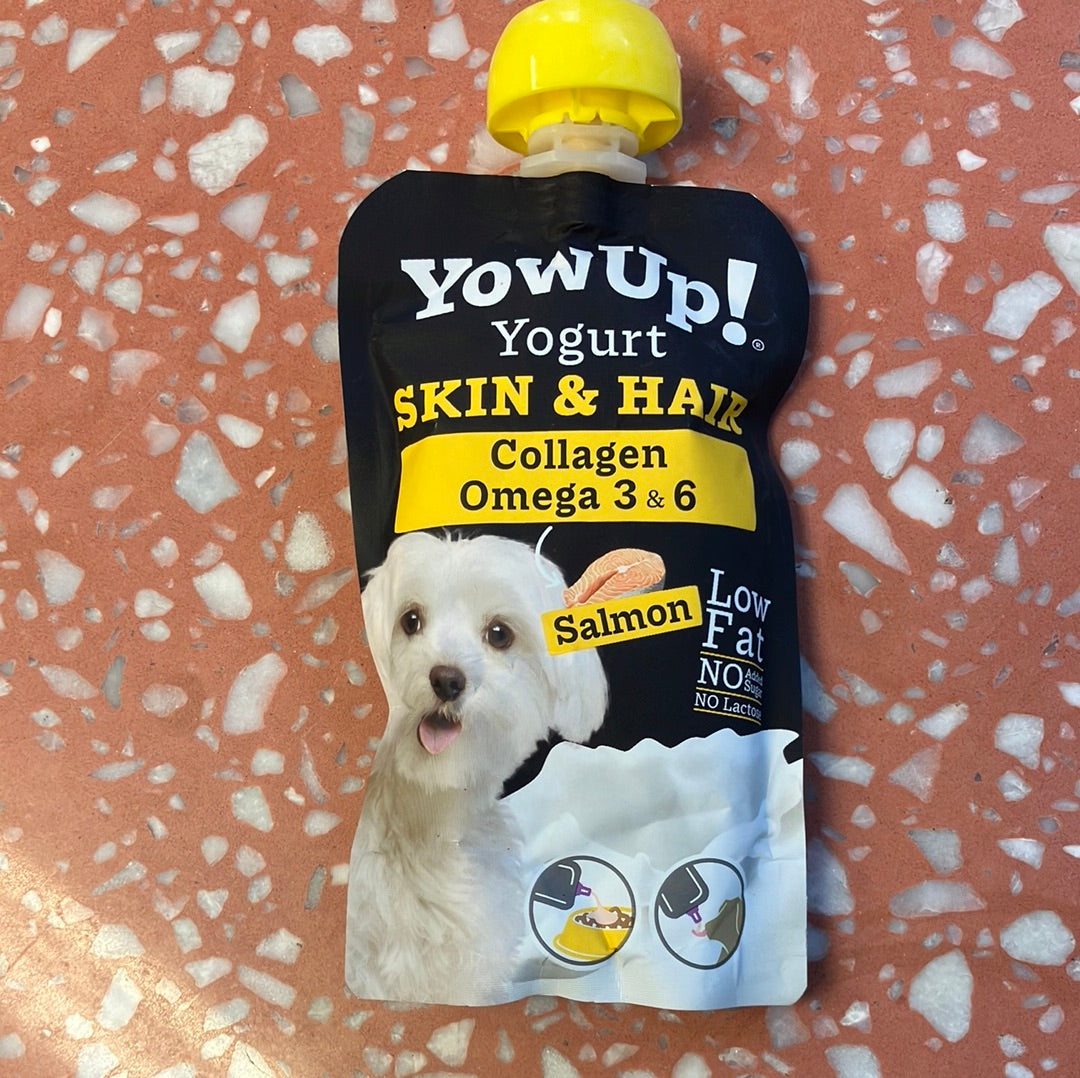 YowUp!®
Yogurt
SKIN & HAIR
Collagen
Omega 3 & 6
Salmon
Low
Fat
NO Added
Sugar
NO Lactose